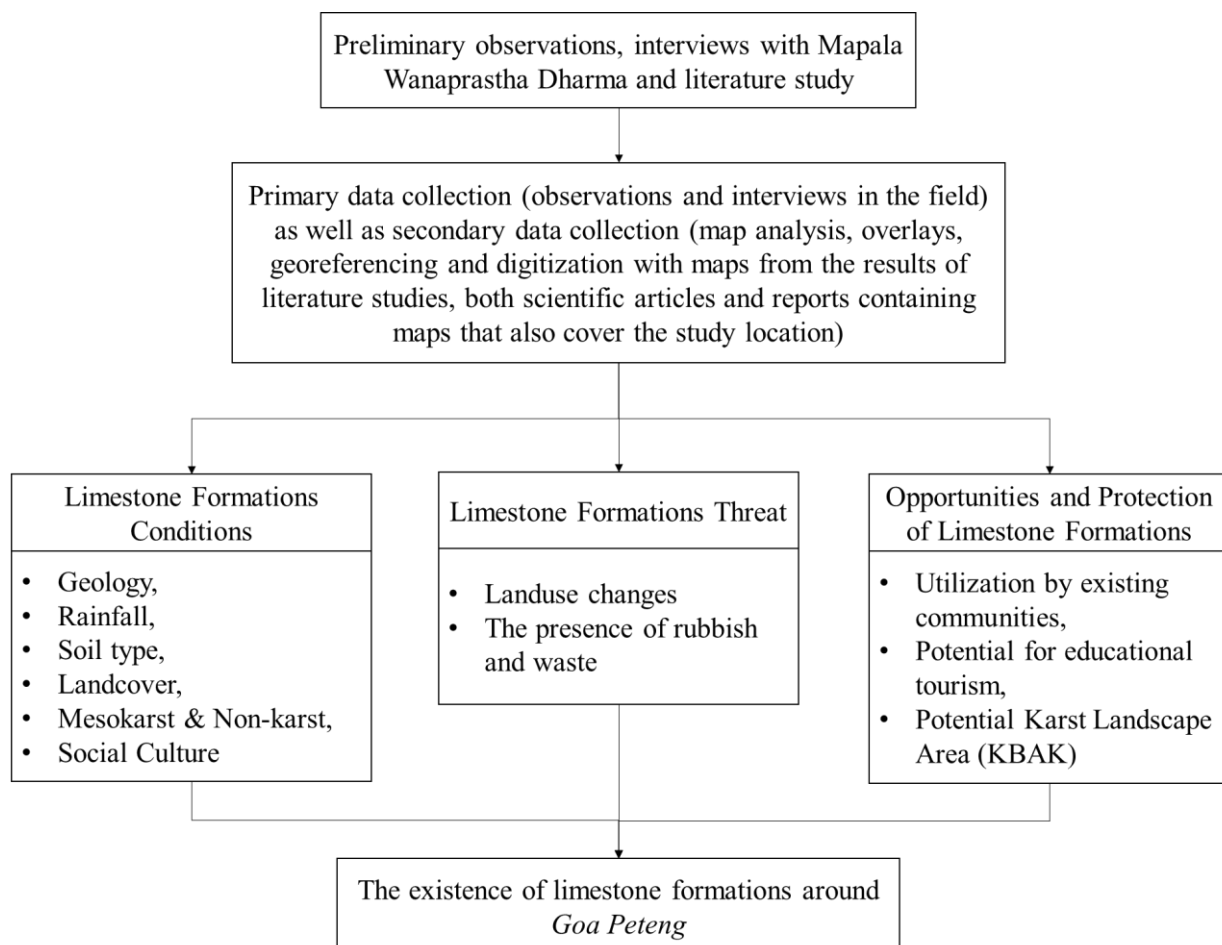 Preliminary observations, interviews with Mapala
Wanaprastha Dharma and literature study
Primary data collection (observations and interviews in the field)
as well as secondary data collection (map analysis, overlays,
georeferencing and digitization with maps from the results of
literature studies, both scientific articles and reports containing
maps that also cover the study location)
Limestone Formations
Conditions
• Geology,
• Rainfall,
• Soil type,
• Landcover,
• Mesokarst & Non-karst,
• Social Culture
Limestone Formations Threat
• Landuse changes
• The presence of rubbish
and waste
Opportunities and Protection
of Limestone Formations
• Utilization by existing
communities,
• Potential for educational
tourism,
• Potential Karst Landscape
Area (KBAK)
The existence of limestone formations around
Goa Peteng